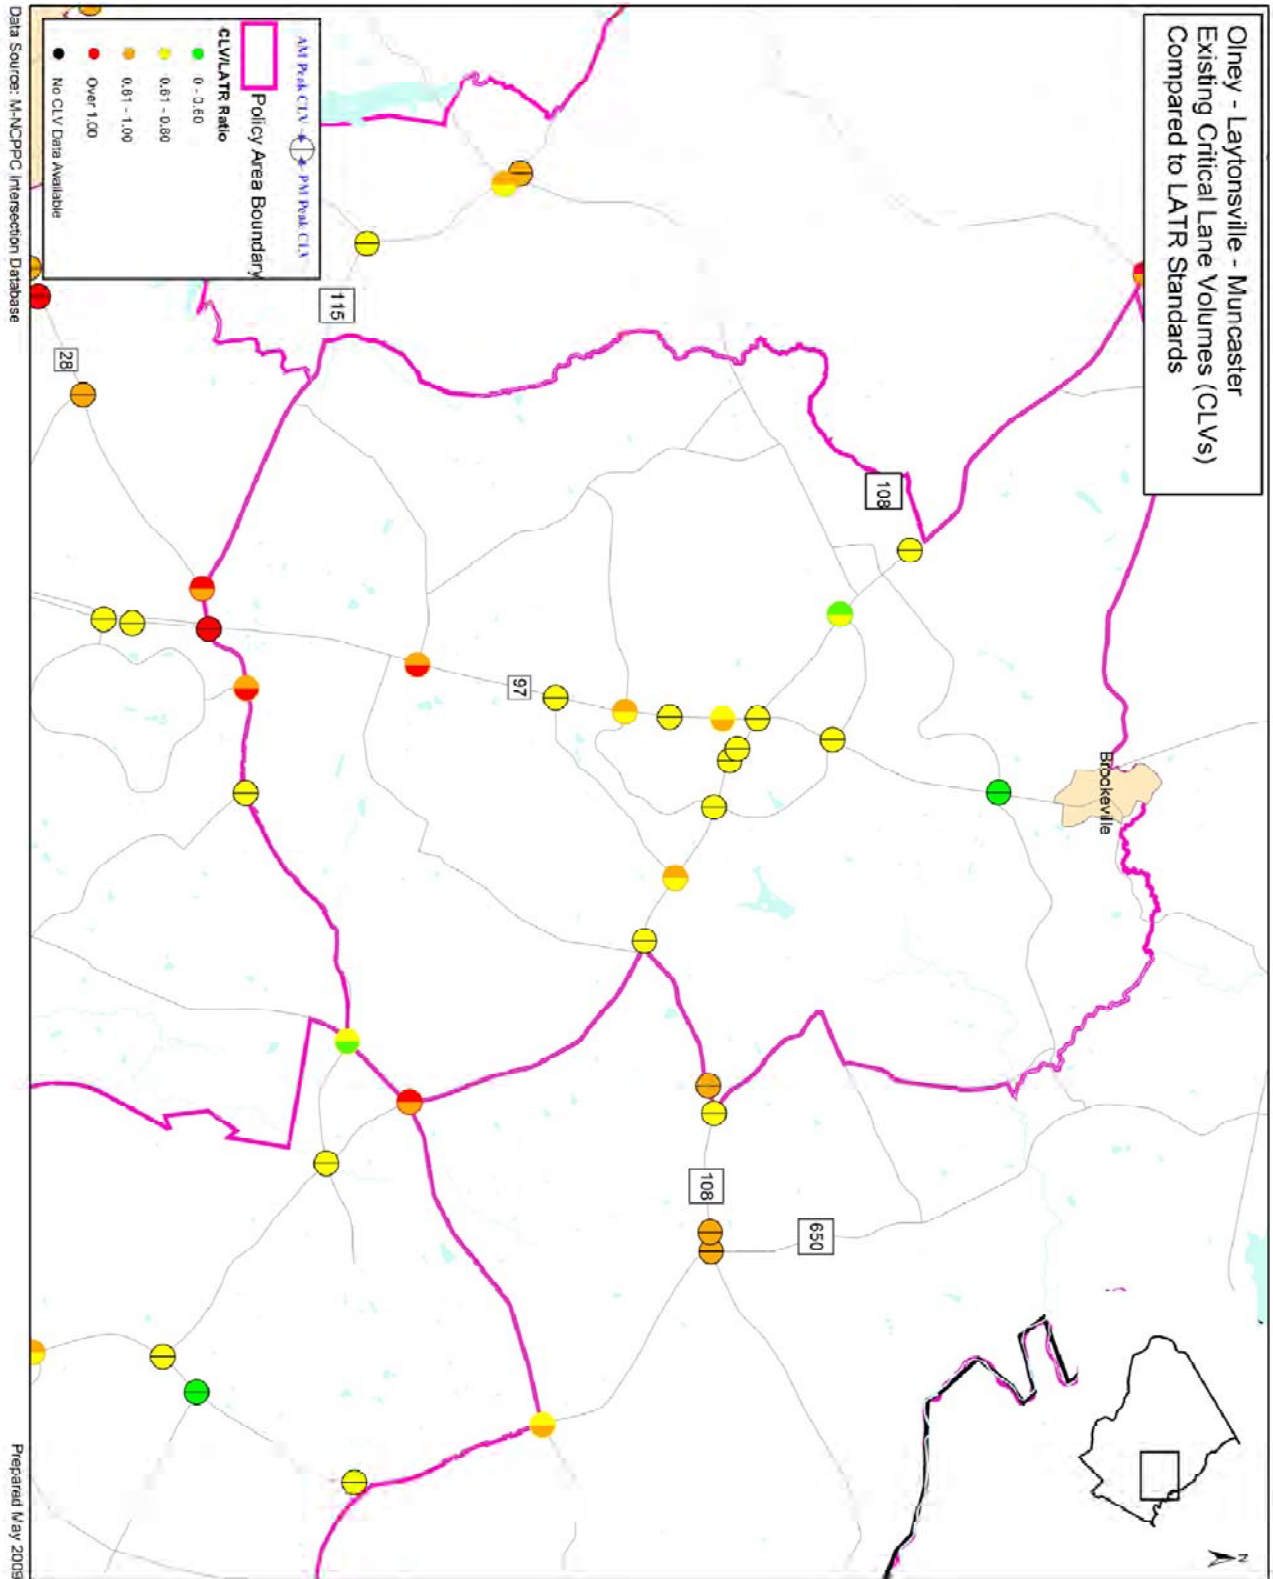 Olney - Laytonsville - Muncaster
Existing Critical Lane Volumes (CLVs)
Compared to LATR Standards
AM Peak CLV PM Peak CLV
Policy Area Boundary
CLV/LATR Ratio
0 - 0.60
0.61 - 0.80
0.81 - 1.00
Over 1.00
No CLV Data Available
115
28
108
97
Brookeville
108
650
N
Data Source: M-NCPPC Intersection Database
Prepared May 2009